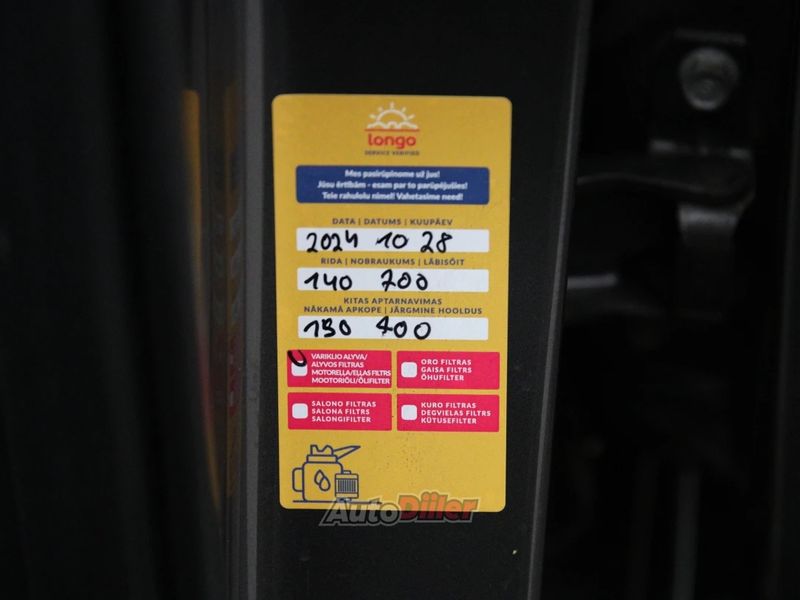 longo
SERVICE VERIFIED
Mes pasirūpinome už jus!
Jūsu ērtībām - esam par to parūpējušies!
Teie rahulolu nimel! Vahetasime need!
DATA | DATUMS | KUUPÄEV
2024 10 28
RIDA | NOBRAUKUMS | LÄBISÕIT
140 700
KITAS APTARNAVIMAS
NĀKAMĀ APKOPE | JÄRGMINE HOOLDUS
150 700
VARIKLIO ALYVA/
ALYVOS FILTRAS
MOTOREĻĻA/EĻĻAS FILTRS
MOOTORIÕLI/ÕLIFILTER
ORO FILTRAS
GAISA FILTRS
ÕHUFILTER
SALONO FILTRAS
SALONA FILTRS
SALONGIFILTER
KURO FILTRAS
DEGVIELAS FILTRS
KÜTUSEFILTER
AutoDiiler